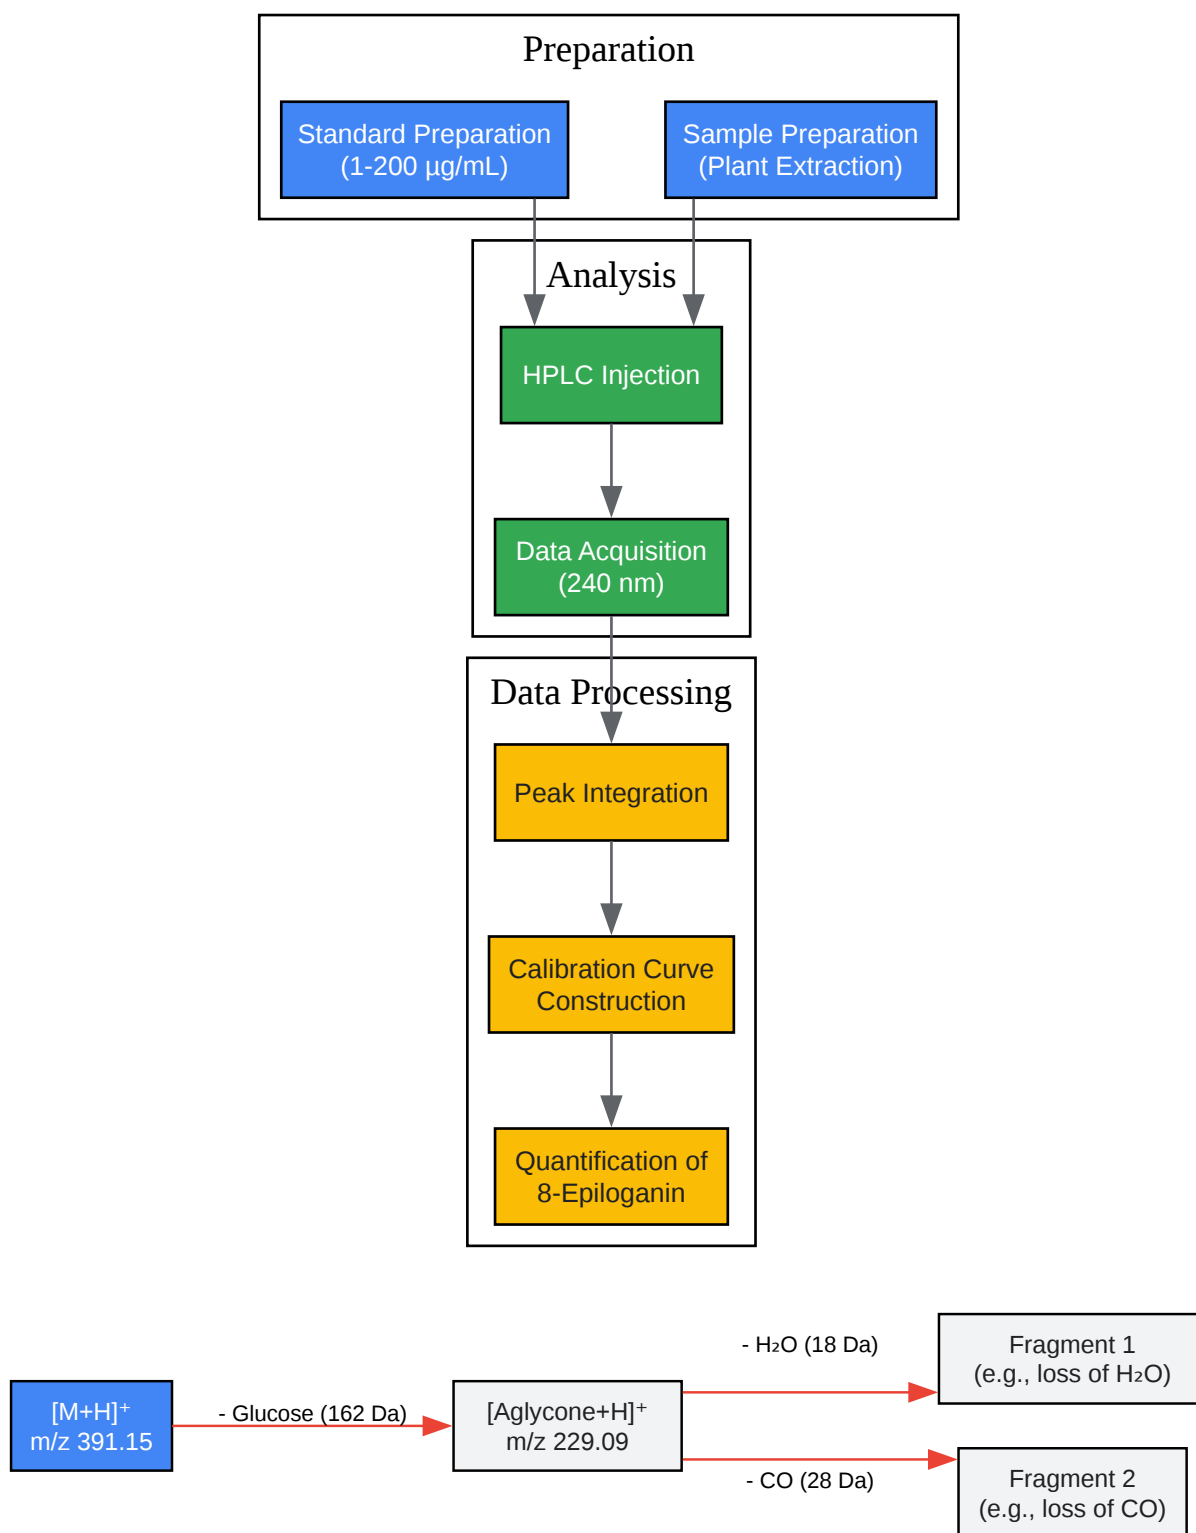 Preparation
Standard Preparation
(1-200 µg/mL)
Sample Preparation
(Plant Extraction)
Analysis
HPLC Injection
Data Acquisition
(240 nm)
Data Processing
Peak Integration
Calibration Curve
Construction
Quantification of
8-Epiloganin
[M+H]⁺
m/z 391.15
- Glucose (162 Da)
[Aglycone+H]⁺
m/z 229.09
- H₂O (18 Da)
Fragment 1
(e.g., loss of H₂O)
- CO (28 Da)
Fragment 2
(e.g., loss of CO)